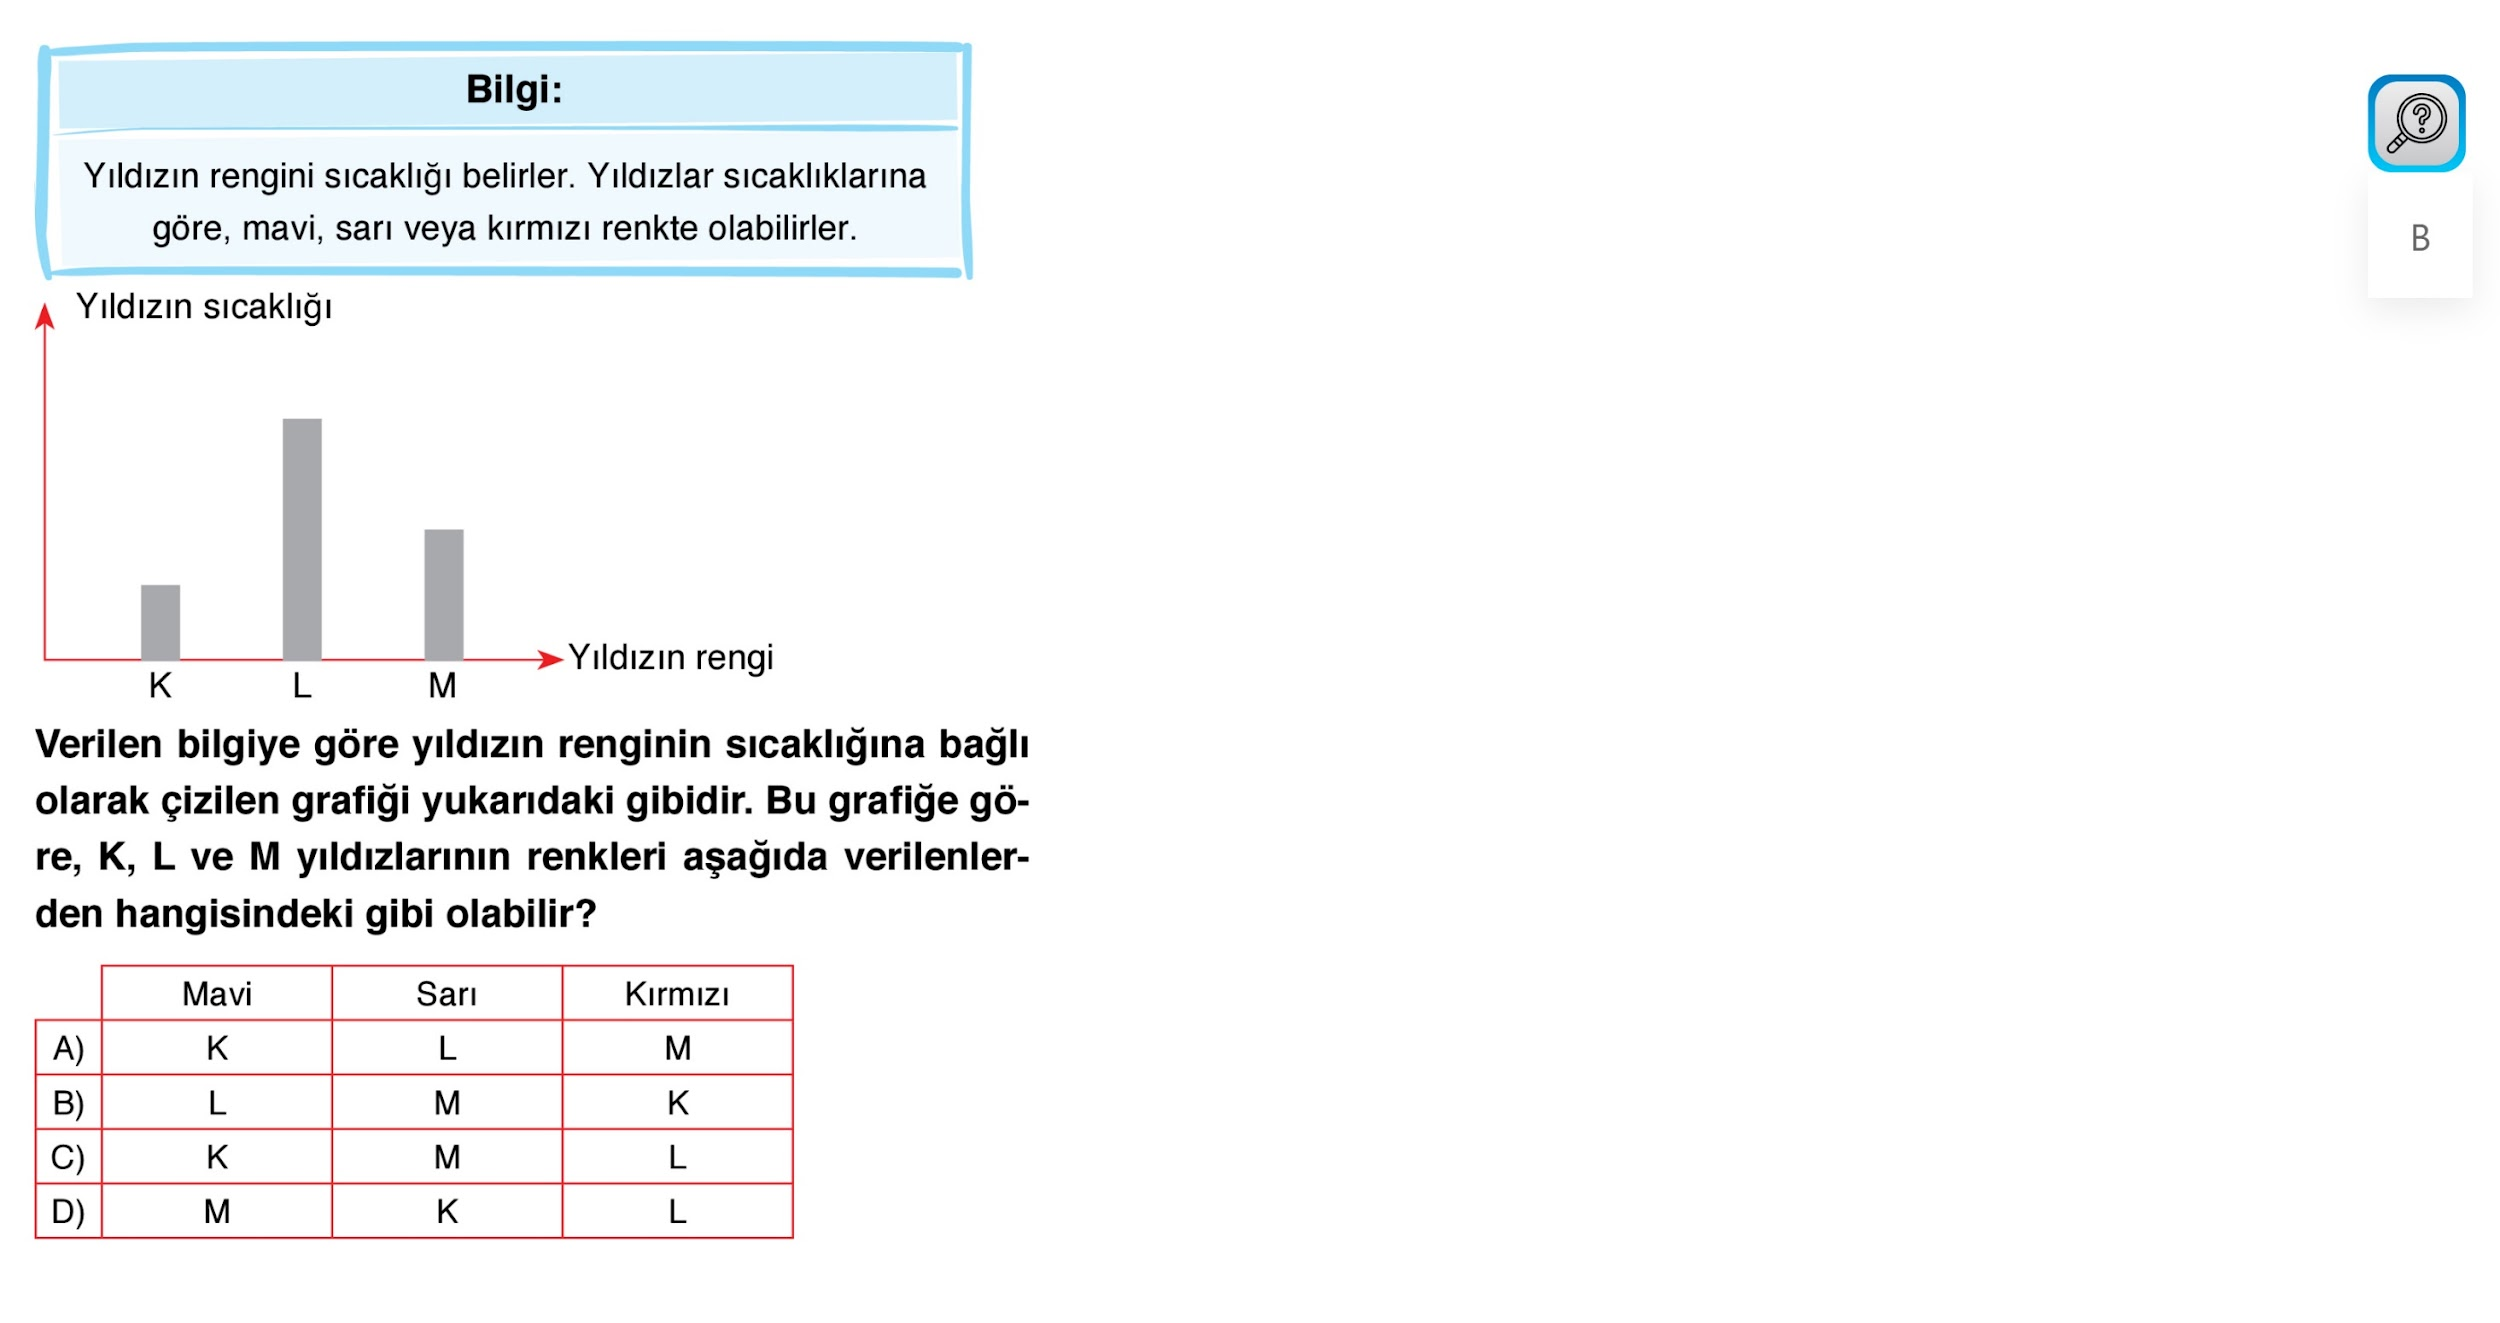 Bilgi:
Yıldızın rengini sıcaklığı belirler. Yıldızlar sıcaklıklarına
göre, mavi, sarı veya kırmızı renkte olabilirler.
?
B
Yıldızın sıcaklığı
Yıldızın rengi
K L M
Verilen bilgiye göre yıldızın renginin sıcaklığına bağlı
olarak çizilen grafiği yukarıdaki gibidir. Bu grafiğe gö-
re, K, L ve M yıldızlarının renkleri aşağıda verilenler-
den hangisindeki gibi olabilir?
Mavi Sarı Kırmızı
A) K L M
B) L M K
C) K M L
D) M K L